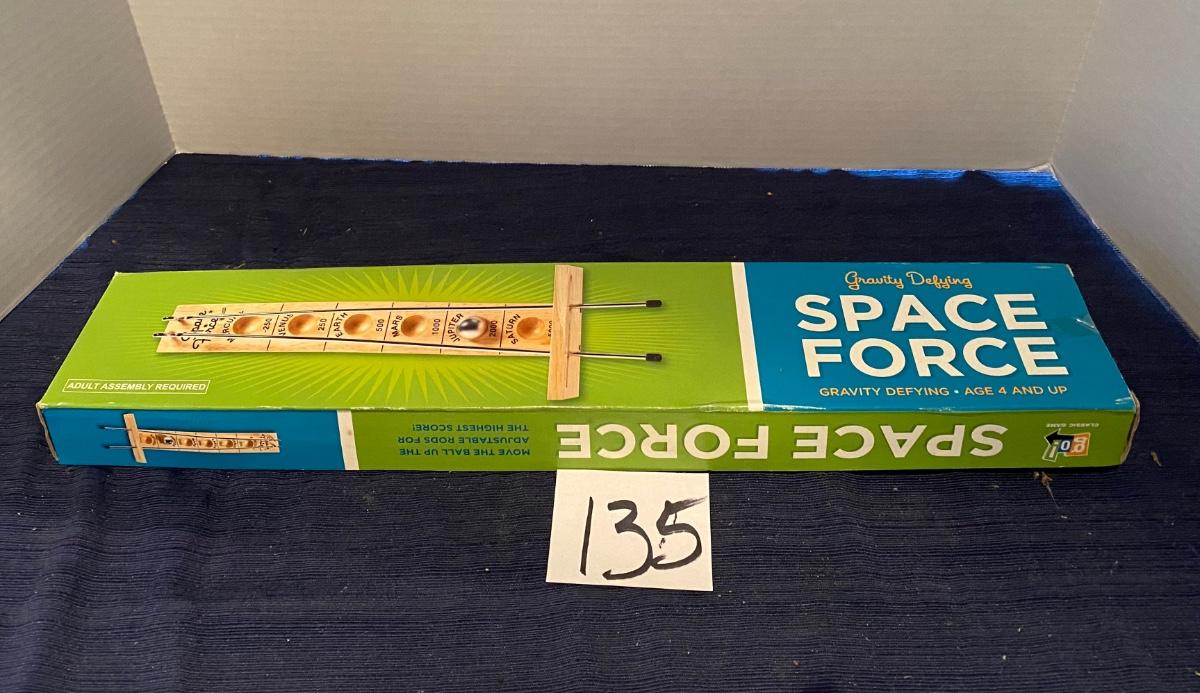 Gravity Defying
SPACE
FORCE
GRAVITY DEFYING • AGE 4 AND UP
Space
Force
MERCURY
250
VENUS
250
EARTH
500
MARS
1000
JUPITER
2000
SATURN
ADULT ASSEMBLY REQUIRED
SPACE FORCE
MOVE THE BALL UP THE
ADJUSTABLE RODS FOR
THE HIGHEST SCORE!
CLASSIC GAME
135